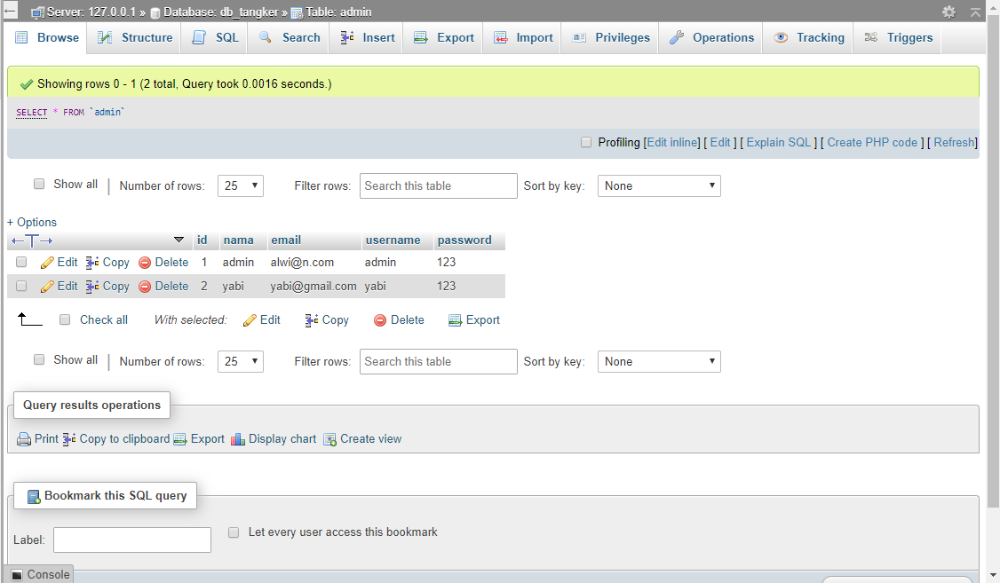 Server: 127.0.0.1 » Database: db_tangker » Table: admin
Browse Structure SQL Search Insert Export Import Privileges Operations Tracking Triggers
Showing rows 0 - 1 (2 total, Query took 0.0016 seconds.)
SELECT * FROM `admin`
Profiling [Edit inline] [ Edit ] [ Explain SQL ] [ Create PHP code ] [ Refresh]
Show all | Number of rows: 25 Filter rows: Search this table Sort by key: None
+ Options
id nama email username password
Edit Copy Delete 1 admin alwi@n.com admin 123
Edit Copy Delete 2 yabi yabi@gmail.com yabi 123
Check all With selected: Edit Copy Delete Export
Show all | Number of rows: 25 Filter rows: Search this table Sort by key: None
Query results operations
Print Copy to clipboard Export Display chart Create view
Bookmark this SQL query
Label: Let every user access this bookmark
Console